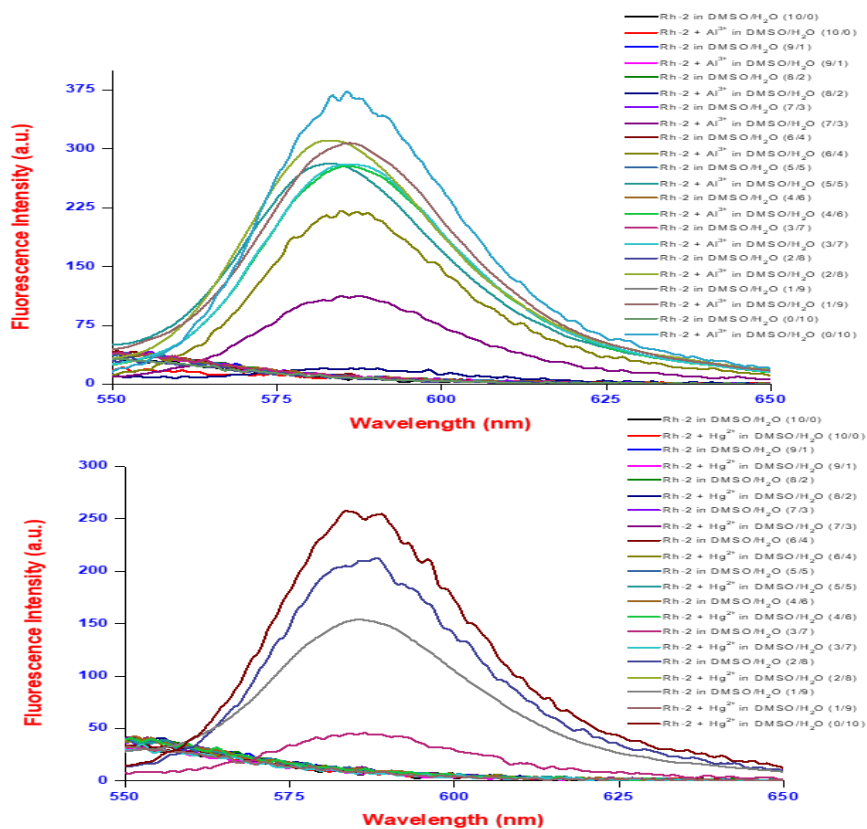 Rh-2 in DMSO/H₂O (10/0)
Rh-2 + Al³⁺ in DMSO/H₂O (10/0)
Rh-2 in DMSO/H₂O (9/1)
Rh-2 + Al³⁺ in DMSO/H₂O (9/1)
Rh-2 in DMSO/H₂O (8/2)
Rh-2 + Al³⁺ in DMSO/H₂O (8/2)
Rh-2 in DMSO/H₂O (7/3)
Rh-2 + Al³⁺ in DMSO/H₂O (7/3)
Rh-2 in DMSO/H₂O (6/4)
Rh-2 + Al³⁺ in DMSO/H₂O (6/4)
Rh-2 in DMSO/H₂O (5/5)
Rh-2 + Al³⁺ in DMSO/H₂O (5/5)
Rh-2 in DMSO/H₂O (4/6)
Rh-2 + Al³⁺ in DMSO/H₂O (4/6)
Rh-2 in DMSO/H₂O (3/7)
Rh-2 + Al³⁺ in DMSO/H₂O (3/7)
Rh-2 in DMSO/H₂O (2/8)
Rh-2 + Al³⁺ in DMSO/H₂O (2/8)
Rh-2 in DMSO/H₂O (1/9)
Rh-2 + Al³⁺ in DMSO/H₂O (1/9)
Rh-2 in DMSO/H₂O (0/10)
Rh-2 + Al³⁺ in DMSO/H₂O (0/10)
Fluorescence Intensity (a.u.)
375
300
225
150
75
0
550 575 600 625 650
Wavelength (nm)
Rh-2 in DMSO/H₂O (10/0)
Rh-2 + Hg²⁺ in DMSO/H₂O (10/0)
Rh-2 in DMSO/H₂O (9/1)
Rh-2 + Hg²⁺ in DMSO/H₂O (9/1)
Rh-2 in DMSO/H₂O (8/2)
Rh-2 + Hg²⁺ in DMSO/H₂O (8/2)
Rh-2 in DMSO/H₂O (7/3)
Rh-2 + Hg²⁺ in DMSO/H₂O (7/3)
Rh-2 in DMSO/H₂O (6/4)
Rh-2 + Hg²⁺ in DMSO/H₂O (6/4)
Rh-2 in DMSO/H₂O (5/5)
Rh-2 + Hg²⁺ in DMSO/H₂O (5/5)
Rh-2 in DMSO/H₂O (4/6)
Rh-2 + Hg²⁺ in DMSO/H₂O (4/6)
Rh-2 in DMSO/H₂O (3/7)
Rh-2 + Hg²⁺ in DMSO/H₂O (3/7)
Rh-2 in DMSO/H₂O (2/8)
Rh-2 + Hg²⁺ in DMSO/H₂O (2/8)
Rh-2 in DMSO/H₂O (1/9)
Rh-2 + Hg²⁺ in DMSO/H₂O (1/9)
Rh-2 + Hg²⁺ in DMSO/H₂O (0/10)
Fluorescence Intensity (a.u.)
300
250
200
150
100
50
0
550 575 600 625 650
Wavelength (nm)